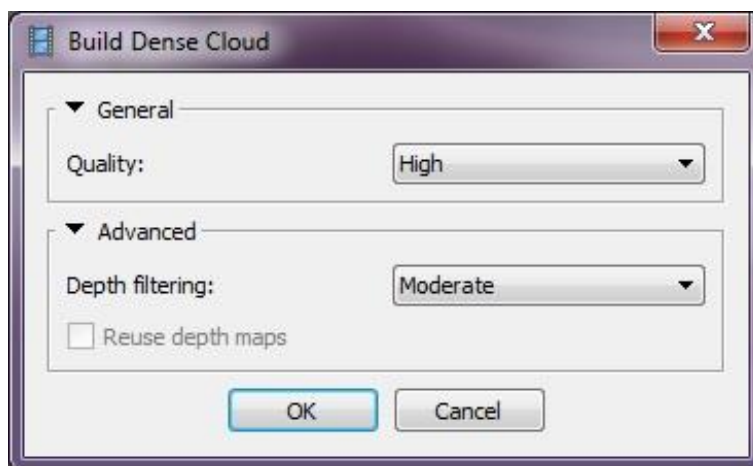 Build Dense Cloud
General
Quality: High
Advanced
Depth filtering: Moderate
Reuse depth maps
OK Cancel